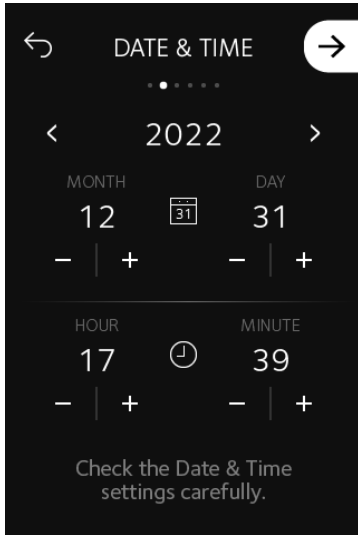 DATE & TIME
2022
MONTH DAY
12 31 31
HOUR MINUTE
17 39
Check the Date & Time
settings carefully.